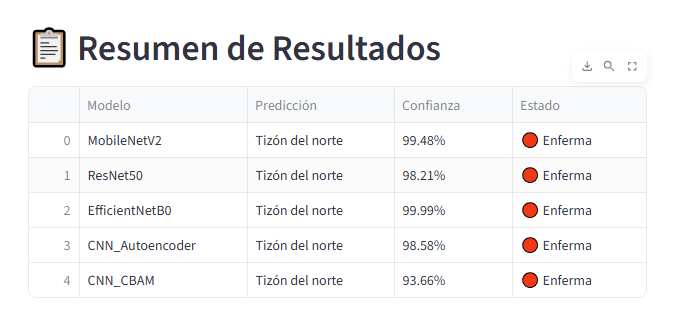 Resumen de Resultados
Modelo Predicción Confianza Estado
0 MobileNetV2 Tizón del norte 99.48% Enferma
1 ResNet50 Tizón del norte 98.21% Enferma
2 EfficientNetB0 Tizón del norte 99.99% Enferma
3 CNN_Autoencoder Tizón del norte 98.58% Enferma
4 CNN_CBAM Tizón del norte 93.66% Enferma